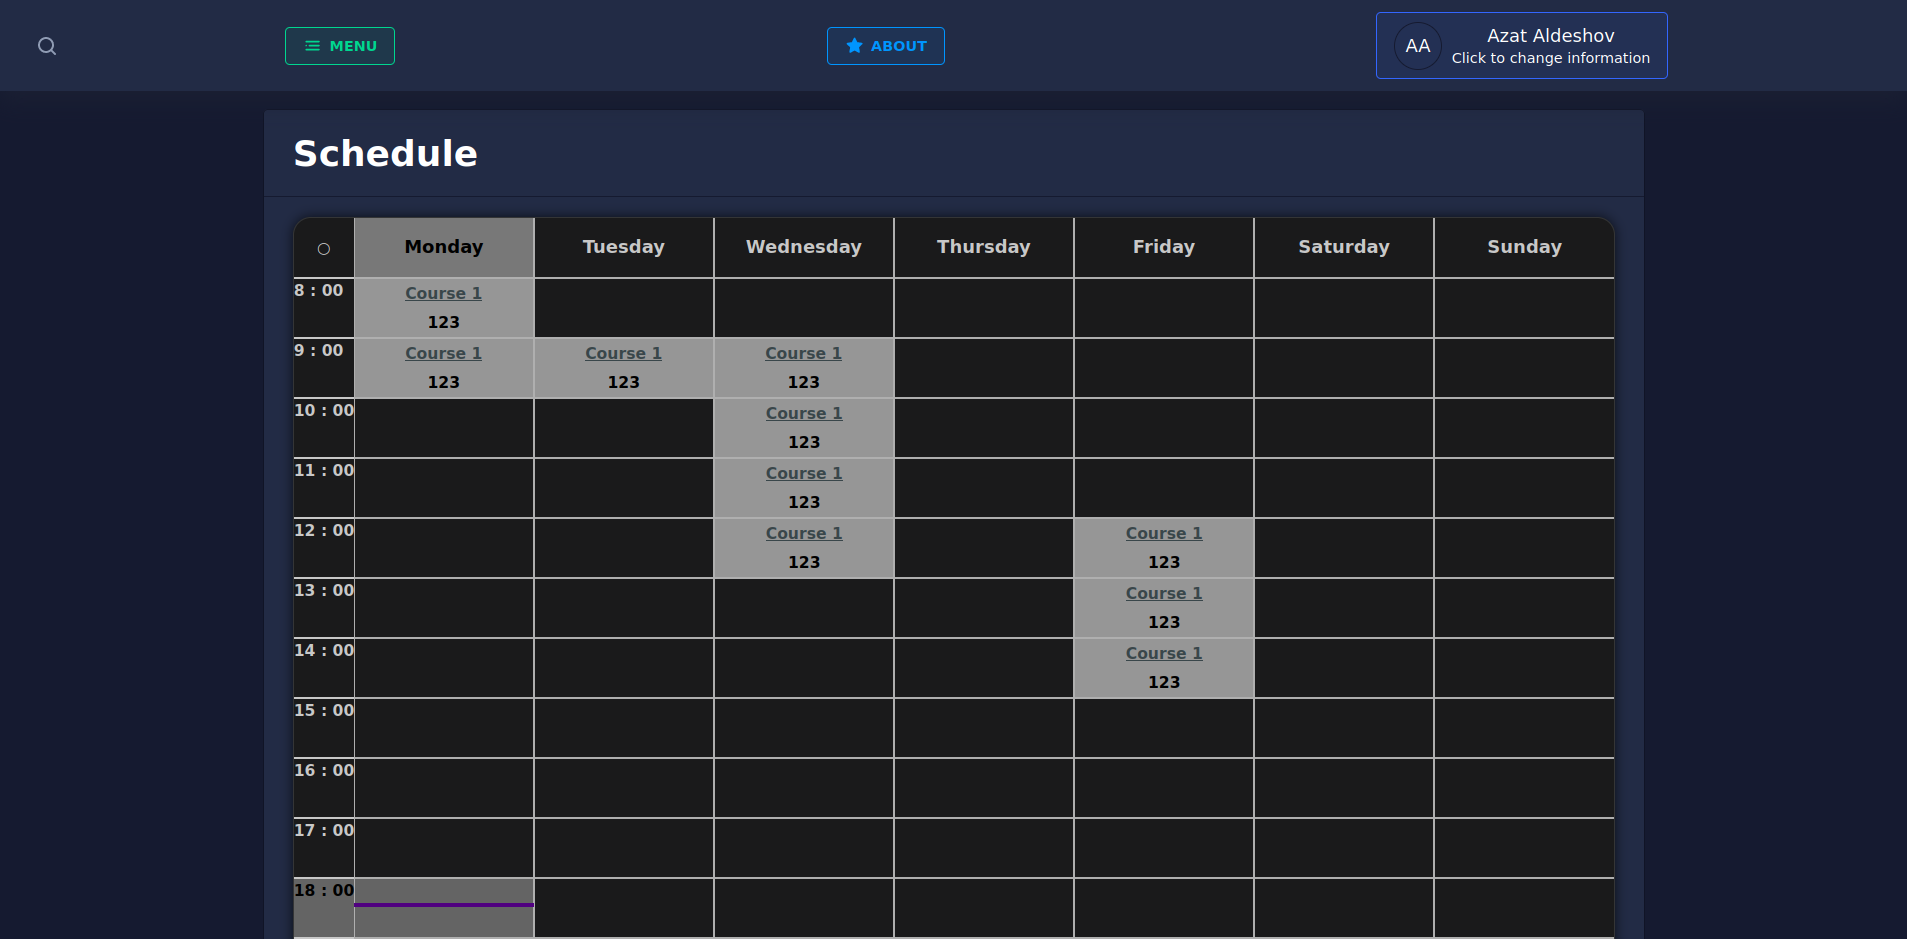 MENU
ABOUT
AA
Azat Aldeshov
Click to change information
Schedule
Monday Tuesday Wednesday Thursday Friday Saturday Sunday
8 : 00 Course 1
123
9 : 00 Course 1 Course 1 Course 1
123 123 123
10 : 00 Course 1
123
11 : 00 Course 1
123
12 : 00 Course 1 Course 1
123 123
13 : 00 Course 1
123
14 : 00 Course 1
123
15 : 00
16 : 00
17 : 00
18 : 00